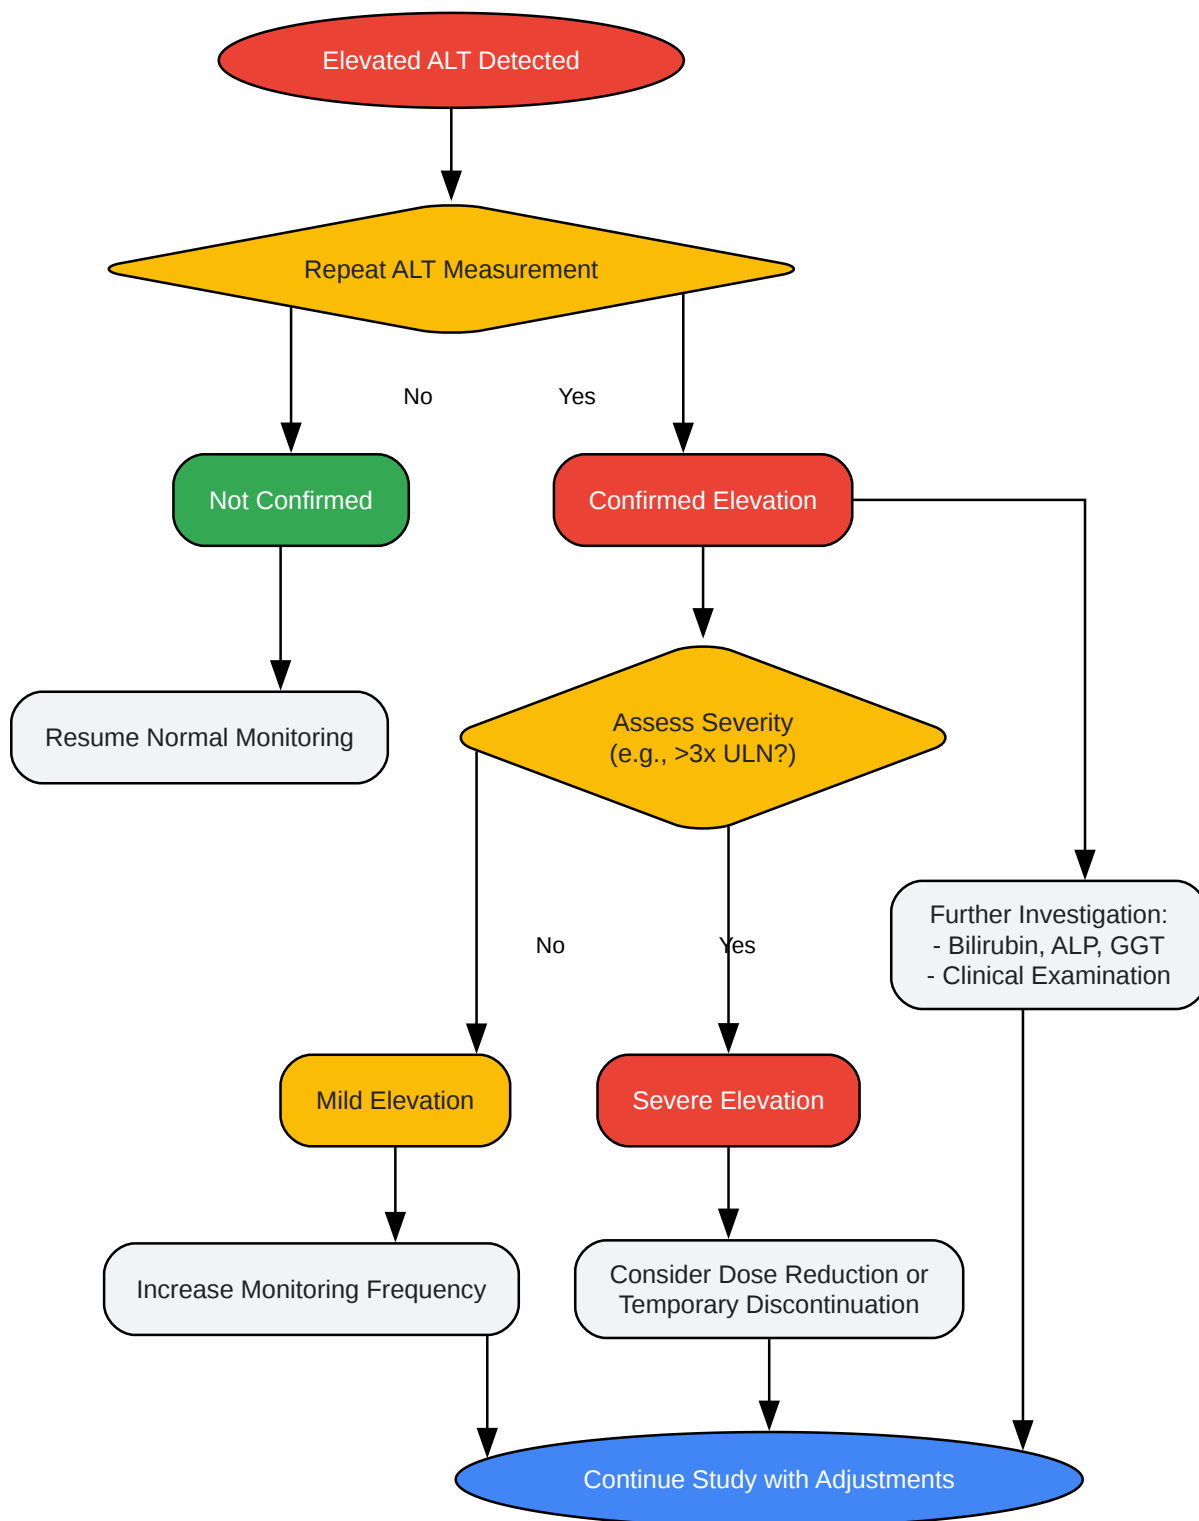 Elevated ALT Detected
Repeat ALT Measurement
No
Yes
Not Confirmed
Confirmed Elevation
Resume Normal Monitoring
Assess Severity
(e.g., >3x ULN?)
Further Investigation:
- Bilirubin, ALP, GGT
- Clinical Examination
No
Yes
Mild Elevation
Severe Elevation
Increase Monitoring Frequency
Consider Dose Reduction or
Temporary Discontinuation
Continue Study with Adjustments